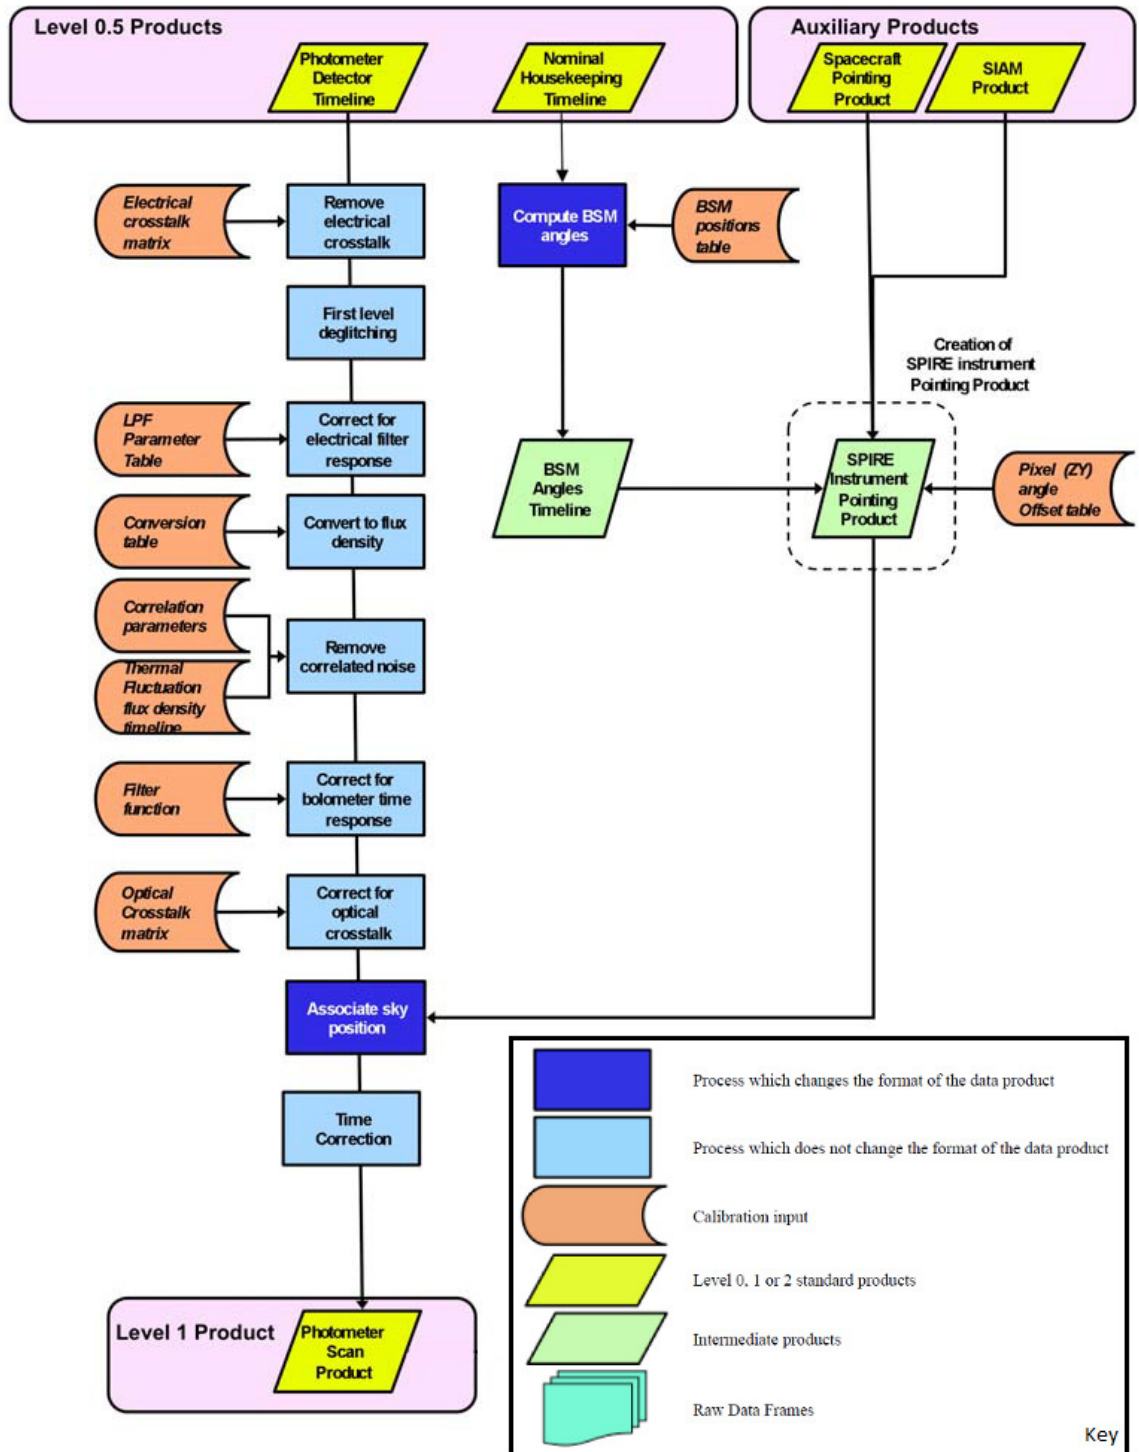 Level 0.5 Products
Photometer
Detector
Timeline
Nominal
Housekeeping
Timeline
Auxiliary Products
Spacecraft
Pointing
Product
SIAM
Product
Electrical
crosstalk
matrix
Remove
electrical
crosstalk
Compute BSM
angles
BSM
positions
table
First level
deglitching
Creation of
SPIRE instrument
Pointing Product
LPF
Parameter
Table
Correct for
electrical filter
response
BSM
Angles
Timeline
SPIRE
Instrument
Pointing
Product
Pixel (ZY)
angle
Offset table
Conversion
table
Convert to flux
density
Correlation
parameters
Thermal
Fluctuation
flux density
timeline
Remove
correlated noise
Filter
function
Correct for
bolometer time
response
Optical
Crosstalk
matrix
Correct for
optical
crosstalk
Associate sky
position
Time
Correction
Level 1 Product
Photometer
Scan
Product
Process which changes the format of the data product
Process which does not change the format of the data product
Calibration input
Level 0, 1 or 2 standard products
Intermediate products
Raw Data Frames
Key